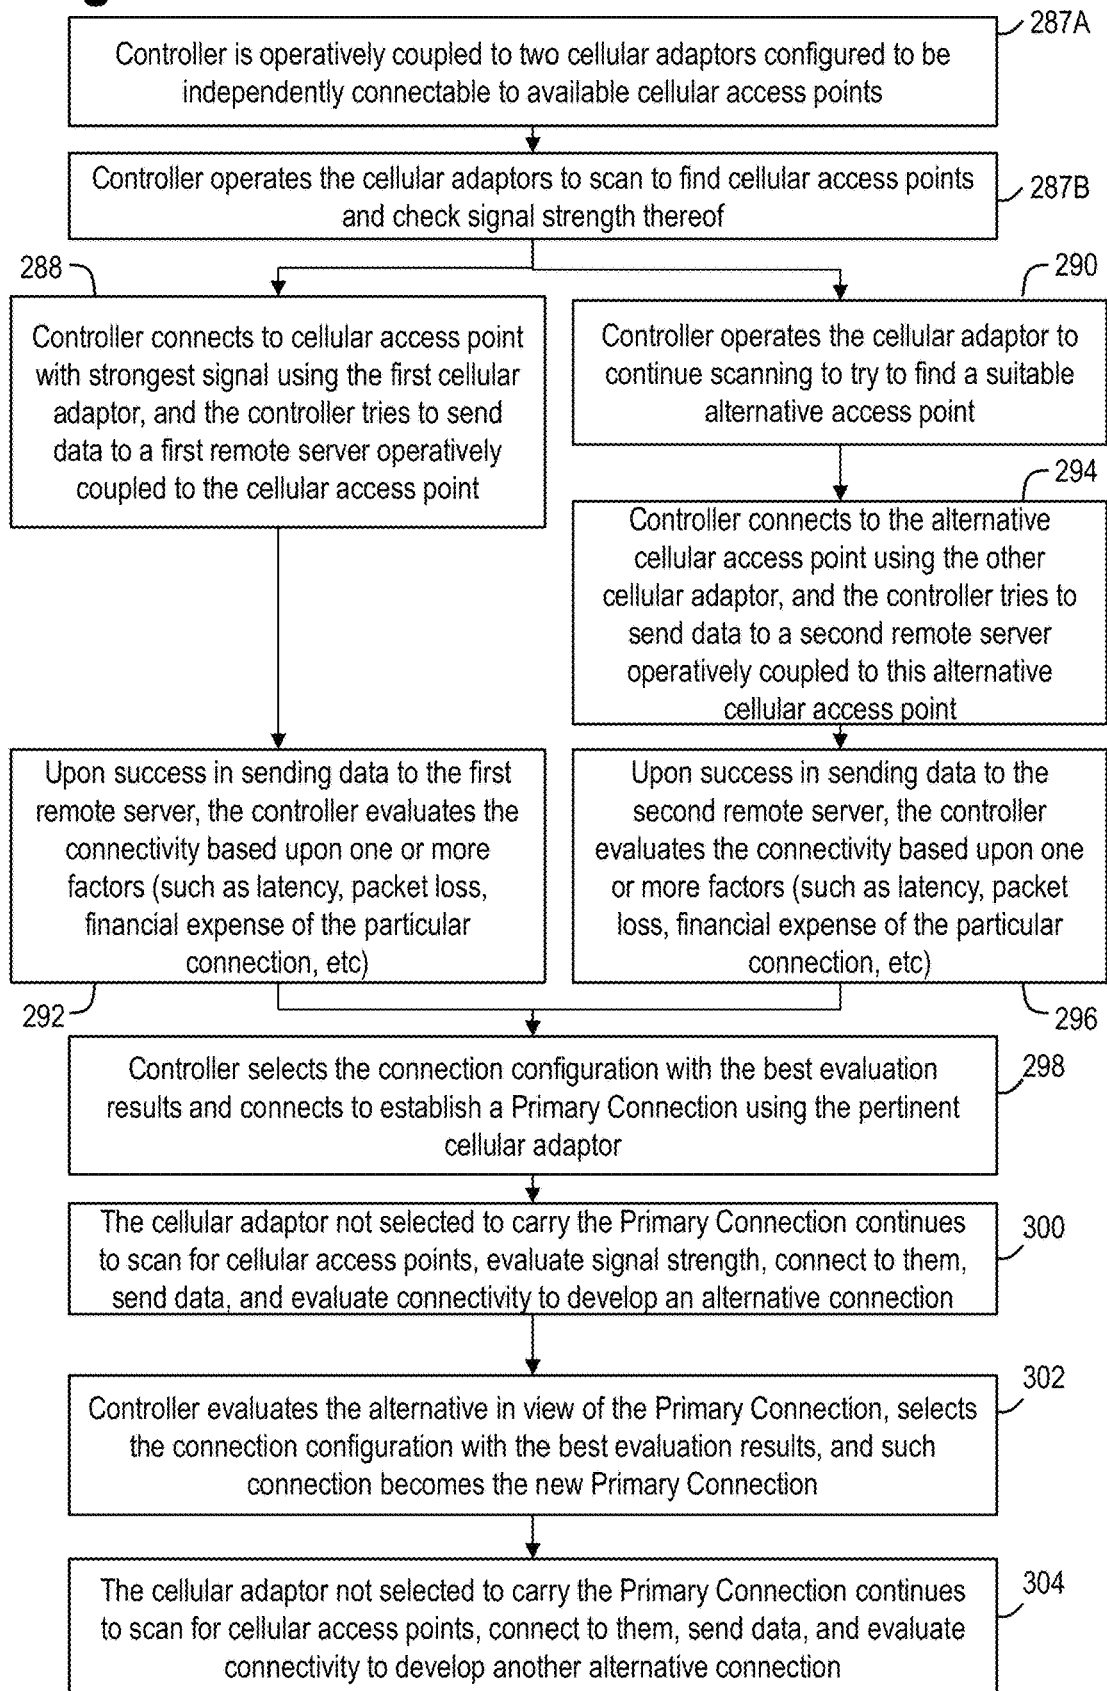 287A
Controller is operatively coupled to two cellular adaptors configured to be
independently connectable to available cellular access points
287B
Controller operates the cellular adaptors to scan to find cellular access points
and check signal strength thereof
288
Controller connects to cellular access point
with strongest signal using the first cellular
adaptor, and the controller tries to send
data to a first remote server operatively
coupled to the cellular access point
290
Controller operates the cellular adaptor to
continue scanning to try to find a suitable
alternative access point
294
Controller connects to the alternative
cellular access point using the other
cellular adaptor, and the controller tries to
send data to a second remote server
operatively coupled to this alternative
cellular access point
Upon success in sending data to the first
remote server, the controller evaluates the
connectivity based upon one or more
factors (such as latency, packet loss,
financial expense of the particular
connection, etc)
292
Upon success in sending data to the
second remote server, the controller
evaluates the connectivity based upon one
or more factors (such as latency, packet
loss, financial expense of the particular
connection, etc)
296
Controller selects the connection configuration with the best evaluation
results and connects to establish a Primary Connection using the pertinent
cellular adaptor
298
The cellular adaptor not selected to carry the Primary Connection continues
to scan for cellular access points, evaluate signal strength, connect to them,
send data, and evaluate connectivity to develop an alternative connection
300
Controller evaluates the alternative in view of the Primary Connection, selects
the connection configuration with the best evaluation results, and such
connection becomes the new Primary Connection
302
The cellular adaptor not selected to carry the Primary Connection continues
to scan for cellular access points, connect to them, send data, and evaluate
connectivity to develop another alternative connection
304